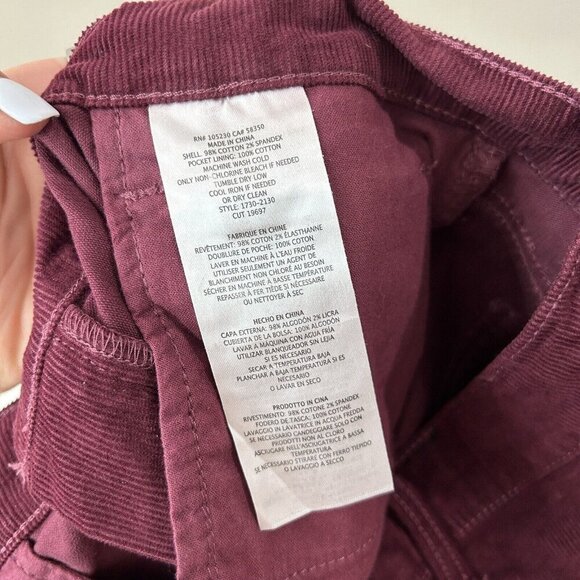 RN# 105230 CA# 58350
MADE IN CHINA
SHELL: 98% COTTON 2% SPANDEX
POCKET LINING: 100% COTTON
MACHINE WASH COLD
ONLY NON-CHLORINE BLEACH IF NEEDED
TUMBLE DRY LOW
COOL IRON IF NEEDED
OR DRY CLEAN
STYLE: 1730-2130
CUT 19697
FABRIQUE EN CHINE
REVÊTEMENT: 98% COTON 2% ÉLASTHANNE
DOUBLURE DE POCHE: 100% COTON
LAVER EN MACHINE À L'EAU FROIDE
UTILISER SEULEMENT UN AGENT DE
BLANCHIMENT NON CHLORÉ AU BESOIN
SÉCHER EN MACHINE À BASSE TEMPÉRATURE
REPASSER À FER TIÈDE SI NÉCESSAIRE
OU NETTOYER À SEC
HECHO EN CHINA
CAPA EXTERNA: 98% ALGODÓN 2% LICRA
CUBIERTA DE LA BOLSA: 100% ALGODÓN
LAVAR A MÁQUINA CON AGUA FRÍA
UTILIZAR BLANQUEADOR SIN LEJÍA
SI ES NECESARIO
SECAR A BAJA TEMPERATURA
PLANCHAR A BAJA TEMPERATURA SI ES
NECESARIO
O LAVAR EN SECO
PRODOTTO IN CINA
RIVESTIMENTO: 98% COTONE 2% SPANDEX
FODERO DE TASCA: 100% COTONE
LAVAGGIO IN LAVATRICE IN ACQUA FREDDA
SE NECESSARIO CANDEGGIARE SOLO CON
PRODOTTI NON AL CLORO
ASCIUGARE NELL'ASCIUGATRICE A BASSA
TEMPERATURA
SE NECESSARIO STIRARE CON FERRO TIEPIDO
O LAVAGGIO A SECCO